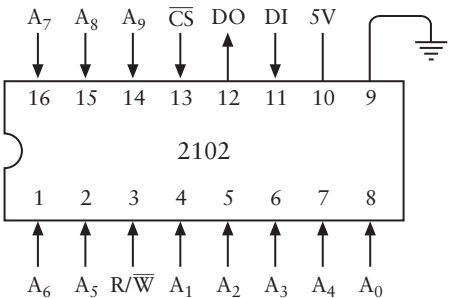 A₇ A₈ A₉ C̅S̅ DO DI 5V
16 15 14 13 12 11 10 9
2102
1 2 3 4 5 6 7 8
A₆ A₅ R/W̅ A₁ A₂ A₃ A₄ A₀